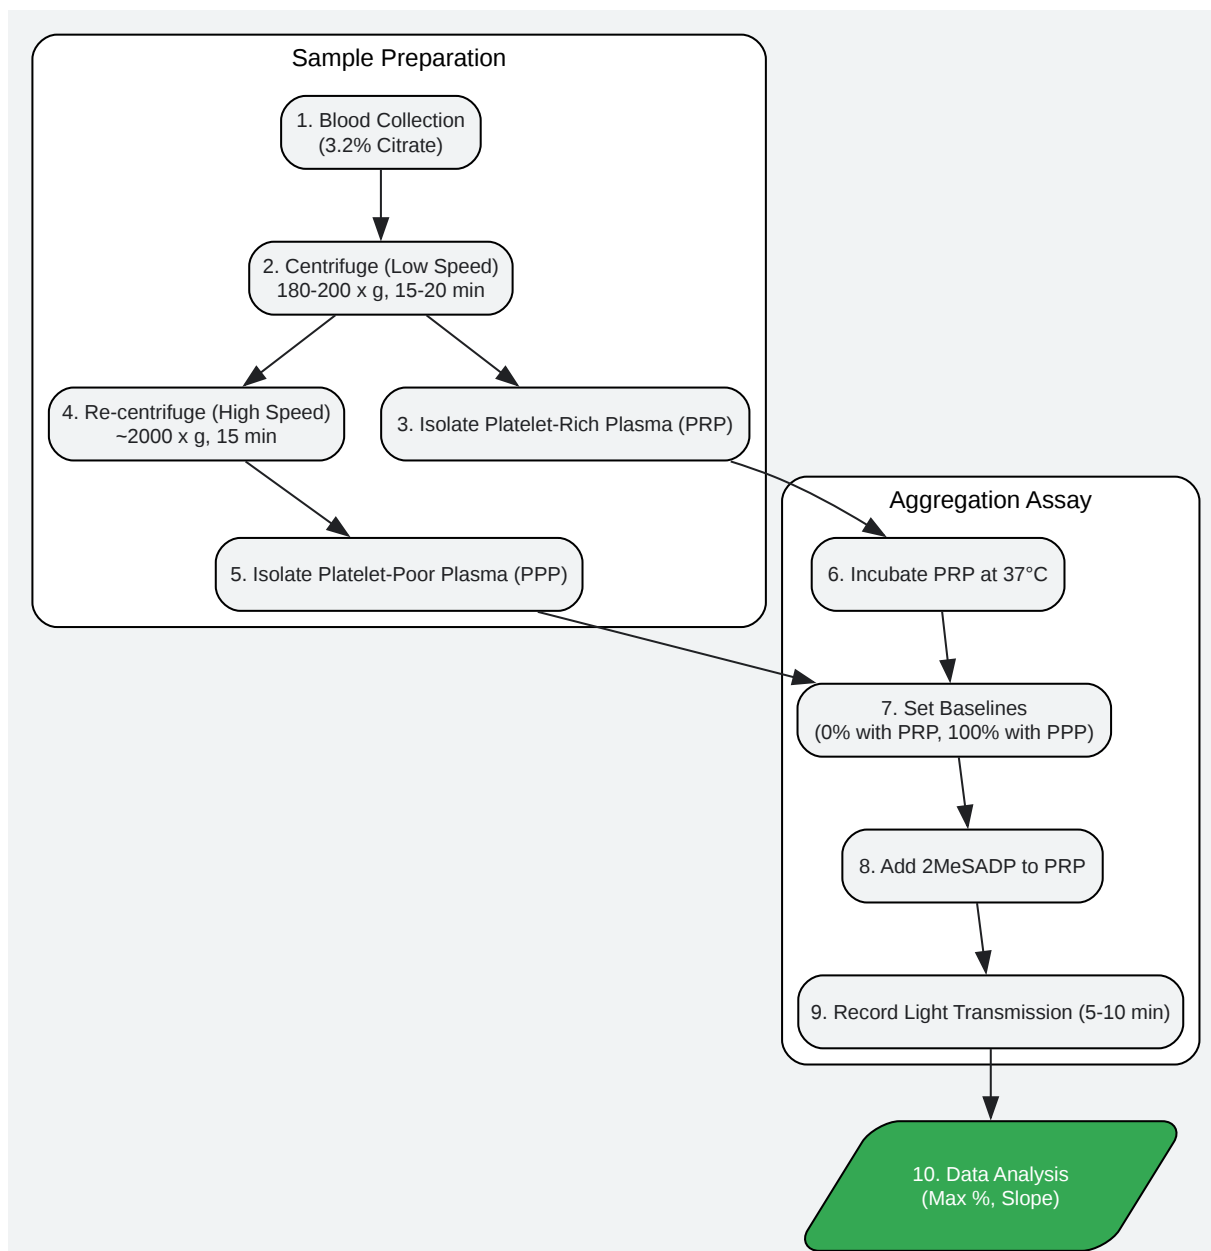 Sample Preparation
1. Blood Collection
(3.2% Citrate)
2. Centrifuge (Low Speed)
180-200 x g, 15-20 min
4. Re-centrifuge (High Speed)
~2000 x g, 15 min
3. Isolate Platelet-Rich Plasma (PRP)
5. Isolate Platelet-Poor Plasma (PPP)
Aggregation Assay
6. Incubate PRP at 37°C
7. Set Baselines
(0% with PRP, 100% with PPP)
8. Add 2MeSADP to PRP
9. Record Light Transmission (5-10 min)
10. Data Analysis
(Max %, Slope)